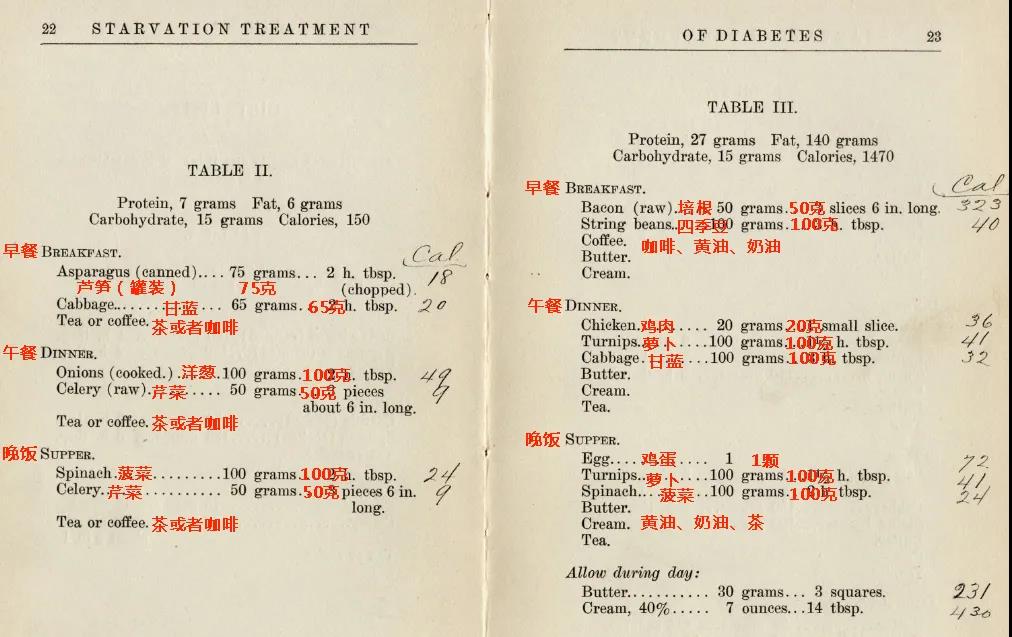 22 STARVATION TREATMENT
TABLE II.
Protein, 7 grams Fat, 6 grams
Carbohydrate, 15 grams Calories, 150
Cal
早餐 BREAKFAST.
Asparagus (canned).... 75 grams... 2 h. tbsp. 18
芦笋(罐装) 75克 (chopped).
Cabbage....... 甘蓝 ... 65 grams. 65克 h. tbsp. 20
Tea or coffee. 茶或者咖啡
午餐 DINNER.
Onions (cooked.) .洋葱.100 grams.100克. tbsp. 49
Celery (raw).芹菜.... 50 grams.50克 pieces 9
about 6 in. long.
Tea or coffee. 茶或者咖啡
晚饭 SUPPER.
Spinach.菠菜.........100 grams.100克. tbsp. 24
Celery.芹菜.......... 50 grams.50克 pieces 6 in. 9
long.
Tea or coffee. 茶或者咖啡
OF DIABETES 23
TABLE III.
Protein, 27 grams Fat, 140 grams
Carbohydrate, 15 grams Calories, 1470
Cal
早餐 BREAKFAST.
Bacon (raw).培根 50 grams.50克 slices 6 in. long. 323
String beans..四季豆 100 grams.100克. tbsp. 40
Coffee. 咖啡、黄油、奶油
Butter.
Cream.
午餐 DINNER.
Chicken.鸡肉.... 20 grams 20克 small slice. 36
Turnips.萝卜....100 grams.100克 h. tbsp. 41
Cabbage.甘蓝...100 grams.100克 tbsp. 32
Butter.
Cream.
Tea.
晚饭 SUPPER.
Egg....鸡蛋.... 1 1颗 72
Turnips..萝卜....100 grams.100克 h. tbsp. 41
Spinach... 菠菜..100 grams.100克 tbsp. 24
Butter.
Cream. 黄油、奶油、茶
Tea.
Allow during day:
Butter........... 30 grams... 3 squares. 231
Cream, 40%..... 7 ounces...14 tbsp. 430